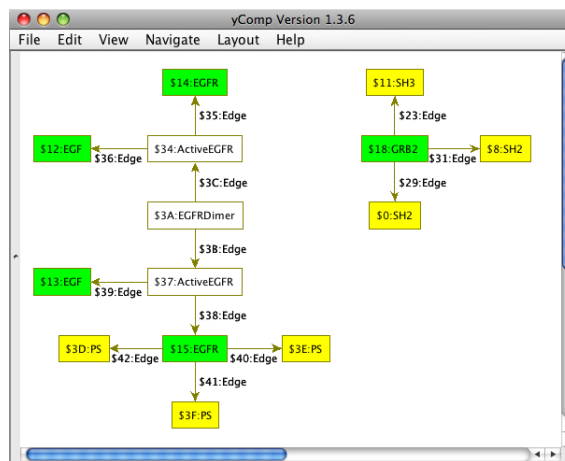 yComp Version 1.3.6
File Edit View Navigate Layout Help
$14:EGFR
$11:SH3
$35:Edge
$23:Edge
$12:EGF
$34:ActiveEGFR
$18:GRB2
$8:SH2
$36:Edge
$31:Edge
$3C:Edge
$29:Edge
$3A:EGFRDimer
$0:SH2
$3B:Edge
$13:EGF
$37:ActiveEGFR
$39:Edge
$38:Edge
$3D:PS
$15:EGFR
$3E:PS
$42:Edge
$40:Edge
$41:Edge
$3F:PS